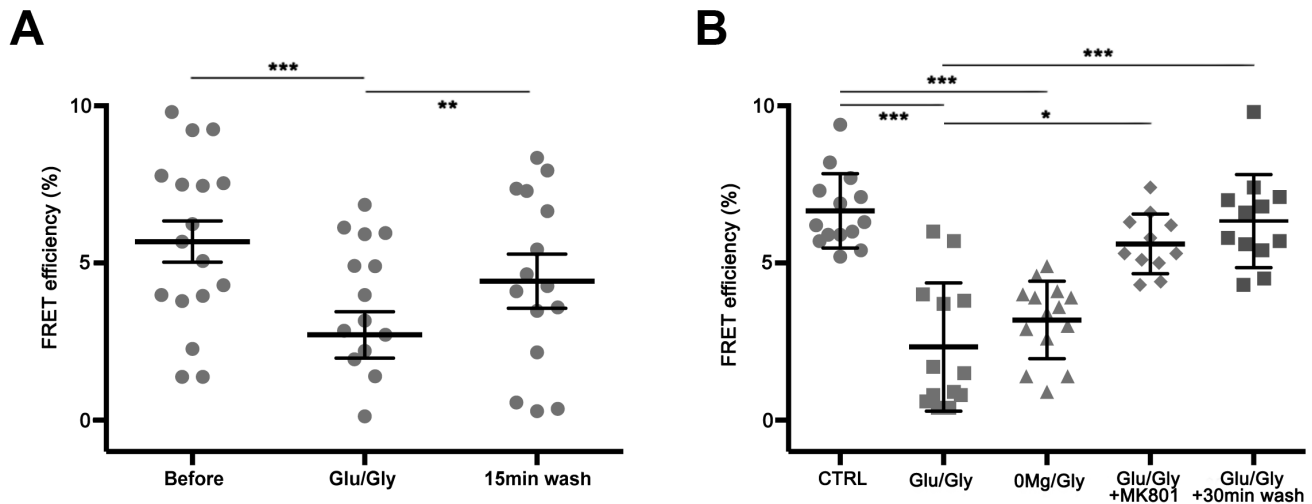 A
B
***
**
10
5
0
FRET efficiency (%)
Before
Glu/Gly
15min wash
***
***
***
*
10
5
0
FRET efficiency (%)
CTRL
Glu/Gly
0Mg/Gly
Glu/Gly
+MK801
Glu/Gly
+30min wash